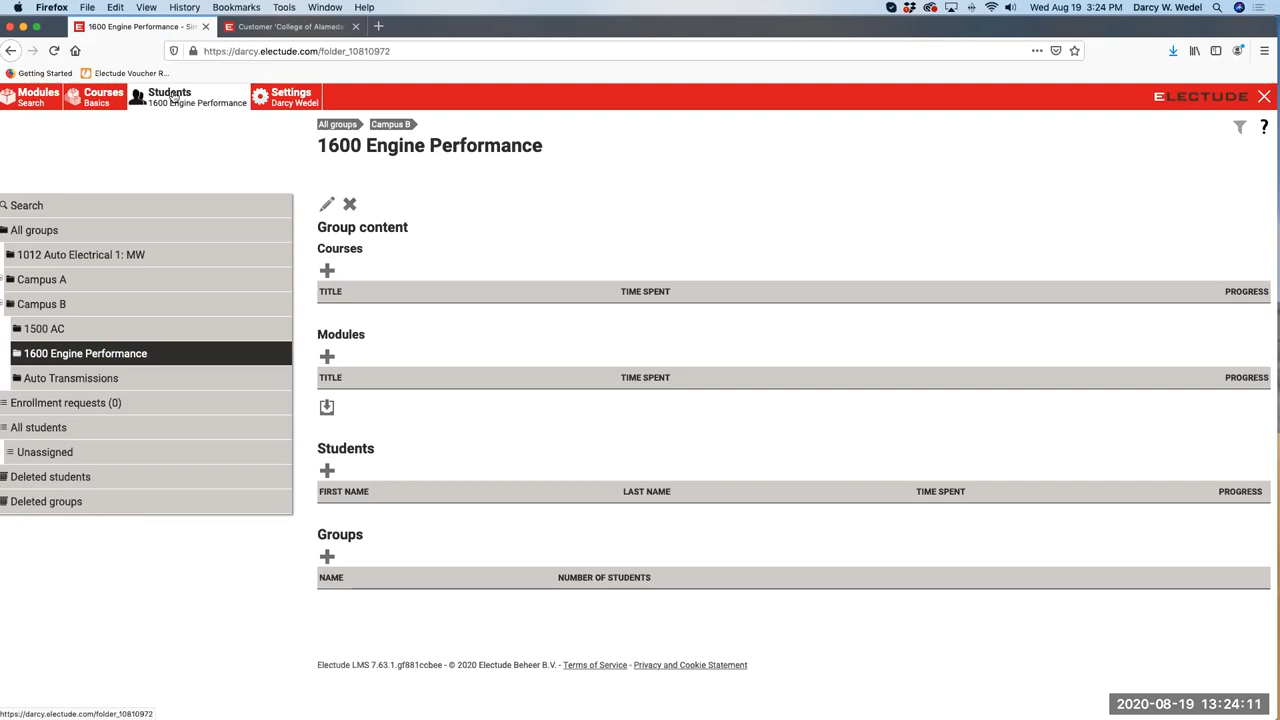 Firefox File Edit View History Bookmarks Tools Window Help Wed Aug 19 3:24 PM Darcy W. Wedel
1600 Engine Performance - Sim Customer 'College of Alameda
https://darcy.electude.com/folder_10810972
Getting Started Electude Voucher R...
Modules
Search
Courses
Basics
Students
1600 Engine Performance
Settings
Darcy Wedel
ELECTUDE
All groups Campus B
1600 Engine Performance
?
Search
All groups
1012 Auto Electrical 1: MW
Campus A
Campus B
1500 AC
1600 Engine Performance
Auto Transmissions
Enrollment requests (0)
All students
Unassigned
Deleted students
Deleted groups
Group content
Courses
TITLE TIME SPENT PROGRESS
Modules
TITLE TIME SPENT PROGRESS
Students
FIRST NAME LAST NAME TIME SPENT PROGRESS
Groups
NAME NUMBER OF STUDENTS
Electude LMS 7.63.1.gf881ccbee - © 2020 Electude Beheer B.V. - Terms of Service - Privacy and Cookie Statement
https://darcy.electude.com/folder_10810972
2020-08-19 13:24:11